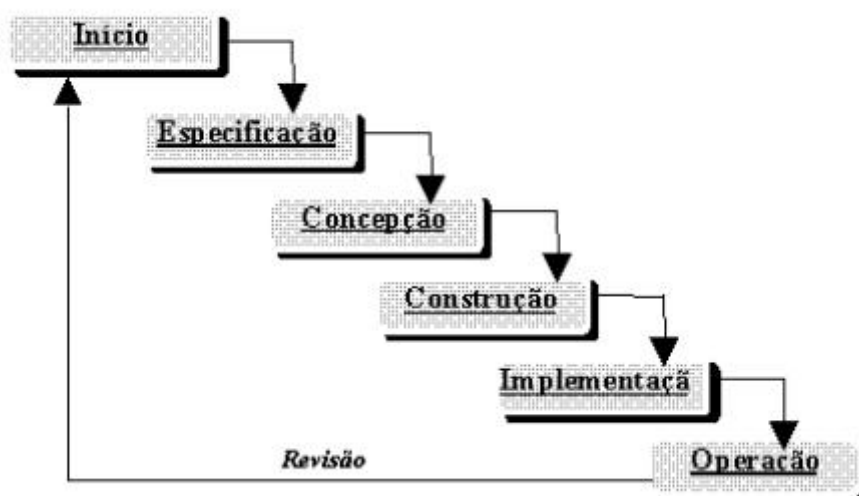 Início
Especificação
Concepção
Construção
Implementaçã
Operação
Revisão